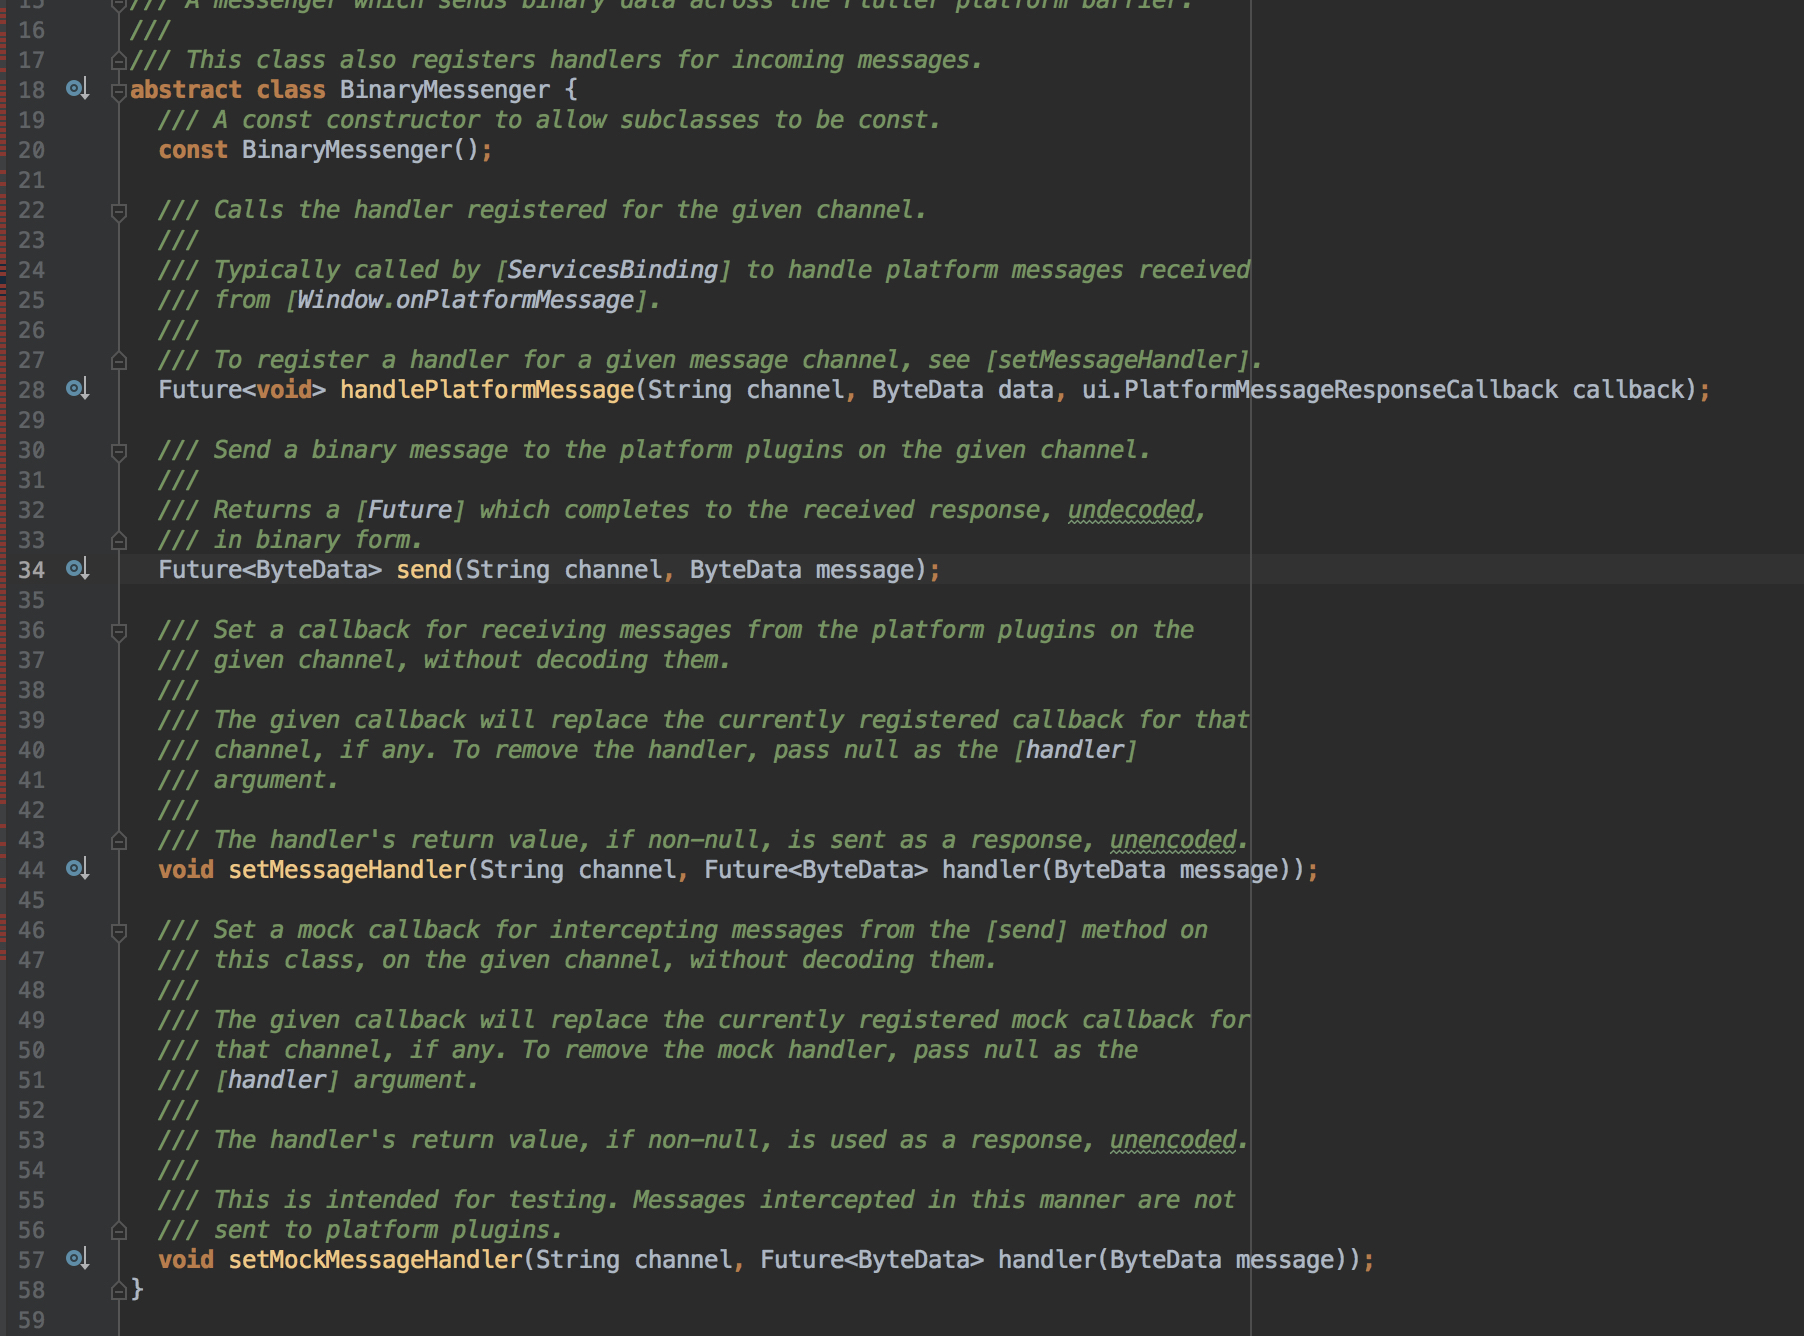 15 /// A messenger which sends binary data across the Flutter platform barrier.
16 ///
17 /// This class also registers handlers for incoming messages.
18 abstract class BinaryMessenger {
19 /// A const constructor to allow subclasses to be const.
20 const BinaryMessenger();
21
22 /// Calls the handler registered for the given channel.
23 ///
24 /// Typically called by [ServicesBinding] to handle platform messages received
25 /// from [Window.onPlatformMessage].
26 ///
27 /// To register a handler for a given message channel, see [setMessageHandler].
28 Future<void> handlePlatformMessage(String channel, ByteData data, ui.PlatformMessageResponseCallback callback);
29
30 /// Send a binary message to the platform plugins on the given channel.
31 ///
32 /// Returns a [Future] which completes to the received response, undecoded,
33 /// in binary form.
34 Future<ByteData> send(String channel, ByteData message);
35
36 /// Set a callback for receiving messages from the platform plugins on the
37 /// given channel, without decoding them.
38 ///
39 /// The given callback will replace the currently registered callback for that
40 /// channel, if any. To remove the handler, pass null as the [handler]
41 /// argument.
42 ///
43 /// The handler's return value, if non-null, is sent as a response, unencoded.
44 void setMessageHandler(String channel, Future<ByteData> handler(ByteData message));
45
46 /// Set a mock callback for intercepting messages from the [send] method on
47 /// this class, on the given channel, without decoding them.
48 ///
49 /// The given callback will replace the currently registered mock callback for
50 /// that channel, if any. To remove the mock handler, pass null as the
51 /// [handler] argument.
52 ///
53 /// The handler's return value, if non-null, is used as a response, unencoded.
54 ///
55 /// This is intended for testing. Messages intercepted in this manner are not
56 /// sent to platform plugins.
57 void setMockMessageHandler(String channel, Future<ByteData> handler(ByteData message));
58 }
59